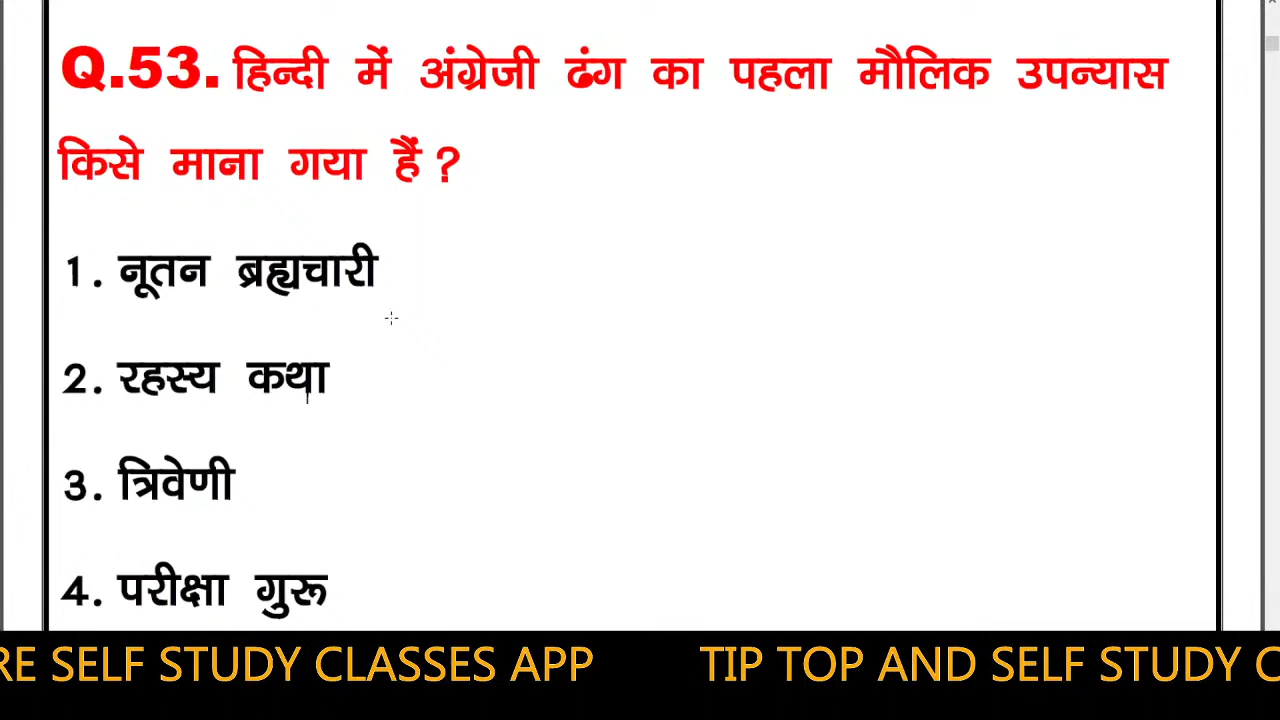 Q.53. हिन्दी में अंग्रेजी ढंग का पहला मौलिक उपन्यास
किसे माना गया हैं ?
1. नूतन ब्रह्मचारी
2. रहस्य कथा
3. त्रिवेणी
4. परीक्षा गुरू
RE SELF STUDY CLASSES APP TIP TOP AND SELF STUDY C